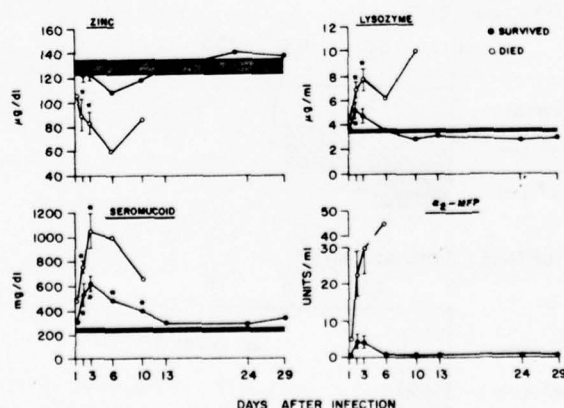 ZINC
160
140
120
100
80
60
40
µg/dl
LYSOZYME
12
10
8
6
4
2
0
µg/ml
SURVIVED
DIED
SEROMUCOID
1200
1000
800
600
400
200
0
mg/dl
1 3 6 10 13 24 29
α₂-MFP
50
40
30
20
10
0
UNITS/ml
1 3 6 10 13 24 29
DAYS AFTER INFECTION